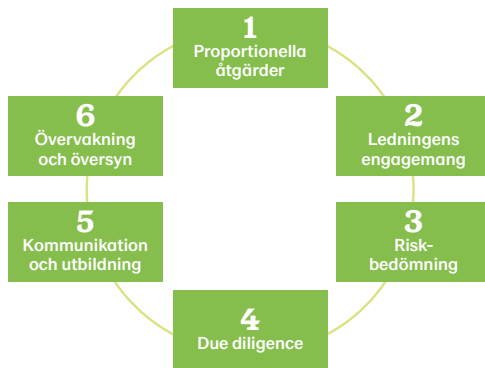 1
Proportionella
åtgärder
2
Ledningens
engagemang
3
Risk-
bedömning
4
Due diligence
5
Kommunikation
och utbildning
6
Övervakning
och översyn